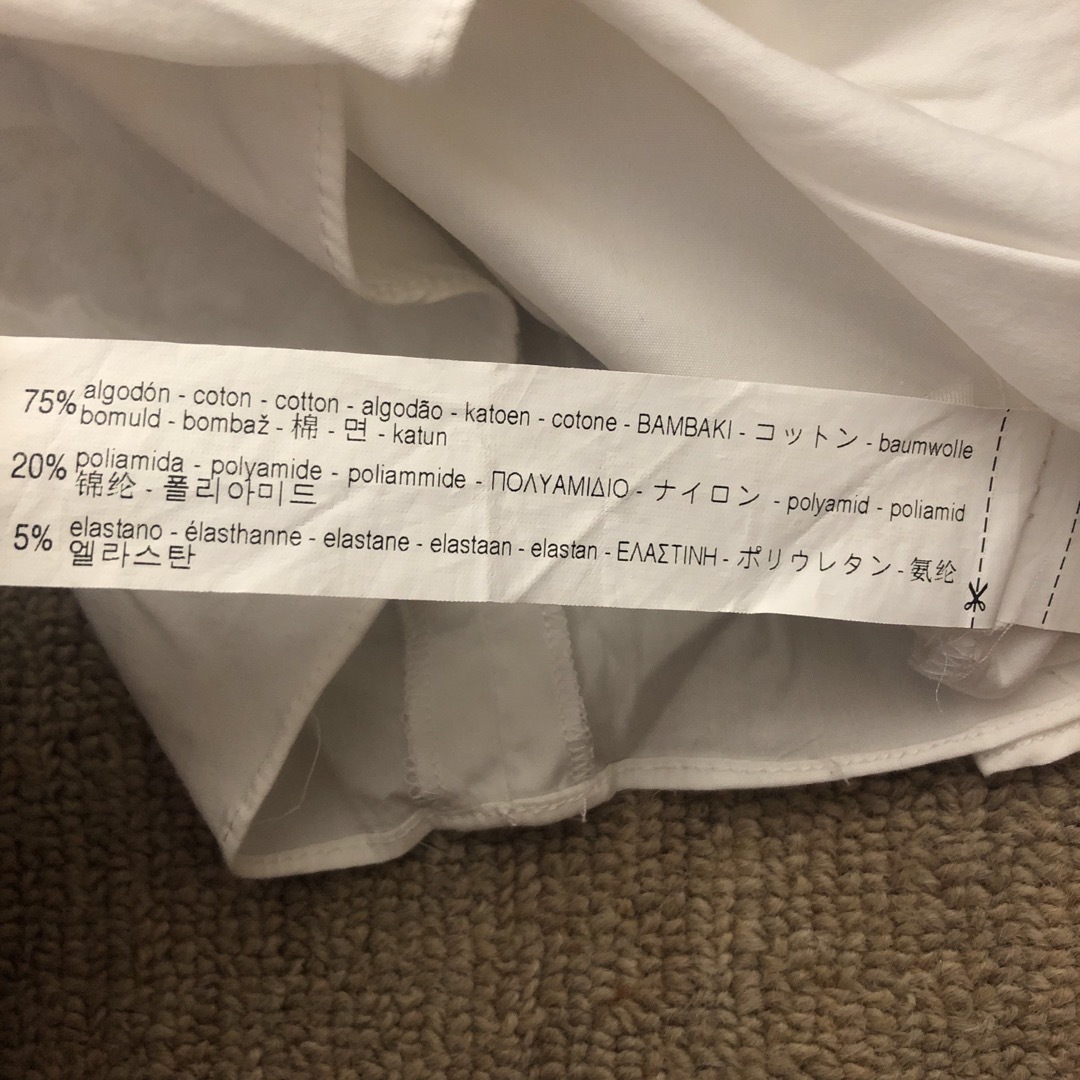 75% algodón - coton - cotton - algodão - katoen - cotone - BAMBAKI - コットン - baumwolle
bomuld - bombaž - 棉 - 면 - katun
20% poliamida - polyamide - poliammide - ΠΟΛΥΑΜΙΔΙΟ - ナイロン - polyamid - poliamid
锦纶 - 폴리아미드
5% elastano - élasthanne - elastane - elastaan - elastan - ΕΛΑΣΤΙΝΗ - ポリウレタン - 氨纶
엘라스탄